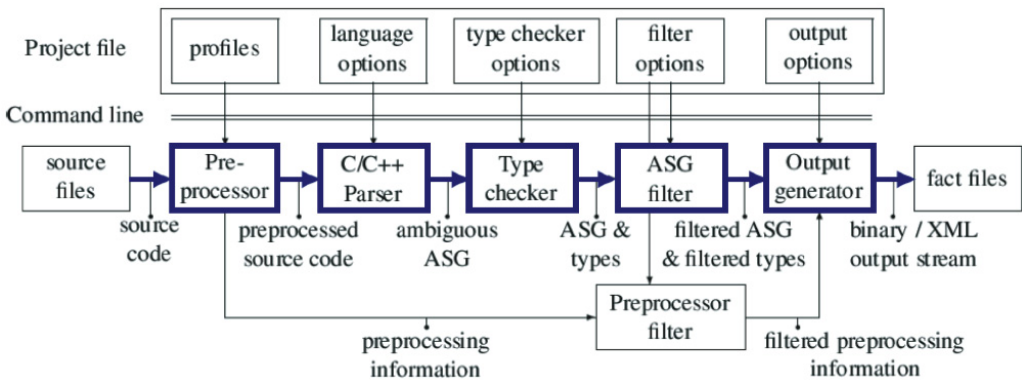 Project file
profiles
language
options
type checker
options
filter
options
output
options
Command line
source
files
Pre-
processor
C/C++
Parser
Type
checker
ASG
filter
Output
generator
fact files
source
code
preprocessed
source code
ambiguous
ASG
ASG &
types
filtered ASG
& filtered types
binary / XML
output stream
Preprocessor
filter
preprocessing
information
filtered preprocessing
information